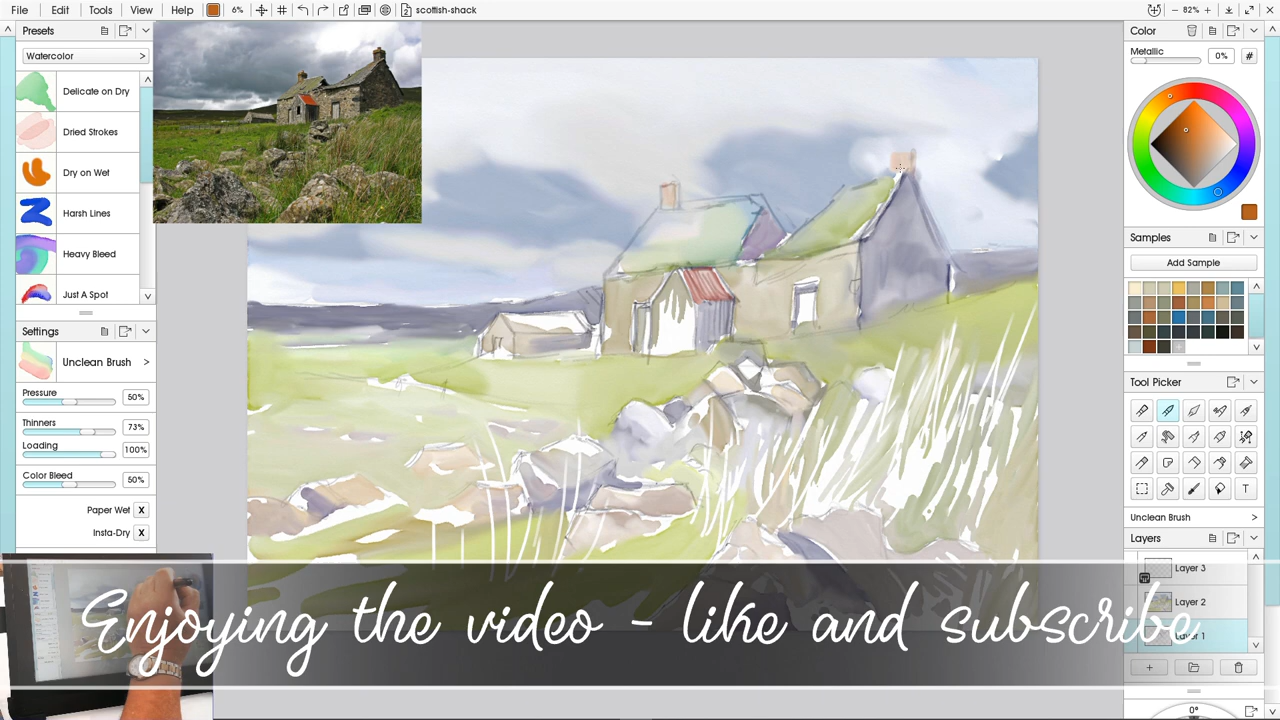 File Edit Tools View Help 6% scottish-shack 82%
Presets
Watercolor >
Delicate on Dry
Dried Strokes
Dry on Wet
Harsh Lines
Heavy Bleed
Just A Spot
Settings
Unclean Brush >
Pressure 50%
Thinners 73%
Loading 100%
Color Bleed 50%
Paper Wet X
Insta-Dry X
Color
Metallic 0% #
Samples
Add Sample
Tool Picker
T
Unclean Brush >
Layers
Layer 3
Layer 2
Layer 1
0°
Enjoying the video - like and subscribe